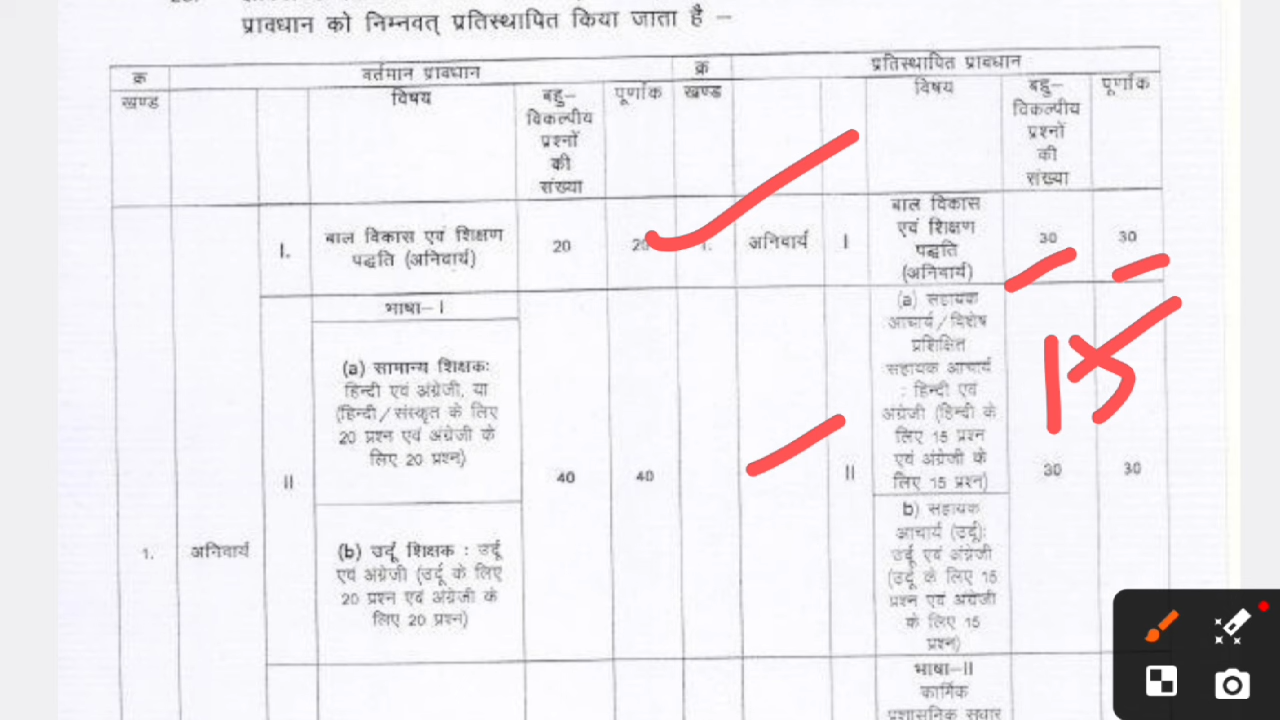 प्रावधान को निम्नवत् प्रतिस्थापित किया जाता है –
क्र वर्तमान प्रावधान क्र प्रतिस्थापित प्रावधान
खण्ड विषय बहु– पूर्णांक खण्ड विषय बहु– पूर्णांक
विकल्पीय विकल्पीय
प्रश्नों प्रश्नों
की की
संख्या संख्या
I. बाल विकास एवं शिक्षण 20 20 1. अनिवार्य I बाल विकास 30 30
पद्धति (अनिवार्य) एवं शिक्षण
पद्धति
(अनिवार्य)
भाषा– I
(a) सामान्य शिक्षकः
हिन्दी एवं अंग्रेजी, या
(हिन्दी/संस्कृत के लिए
20 प्रश्न एवं अंग्रेजी के
लिए 20 प्रश्न)
II 40 40
(a) सहायक
आचार्य/विशेष
प्रशिक्षित
सहायक आचार्य
: हिन्दी एवं
अंग्रेजी (हिन्दी के
लिए 15 प्रश्न
एवं अंग्रेजी के
लिए 15 प्रश्न)
II 30 30
15
1. अनिवार्य
(b) उर्दू शिक्षक : उर्दू
एवं अंग्रेजी (उर्दू के लिए
20 प्रश्न एवं अंग्रेजी के
लिए 20 प्रश्न)
b) सहायक
आचार्य (उर्दू):
उर्दू एवं अंग्रेजी
(उर्दू के लिए 15
प्रश्न एवं अंग्रेजी
के लिए 15
प्रश्न)
भाषा–II
कार्मिक
प्रशासनिक सुधार